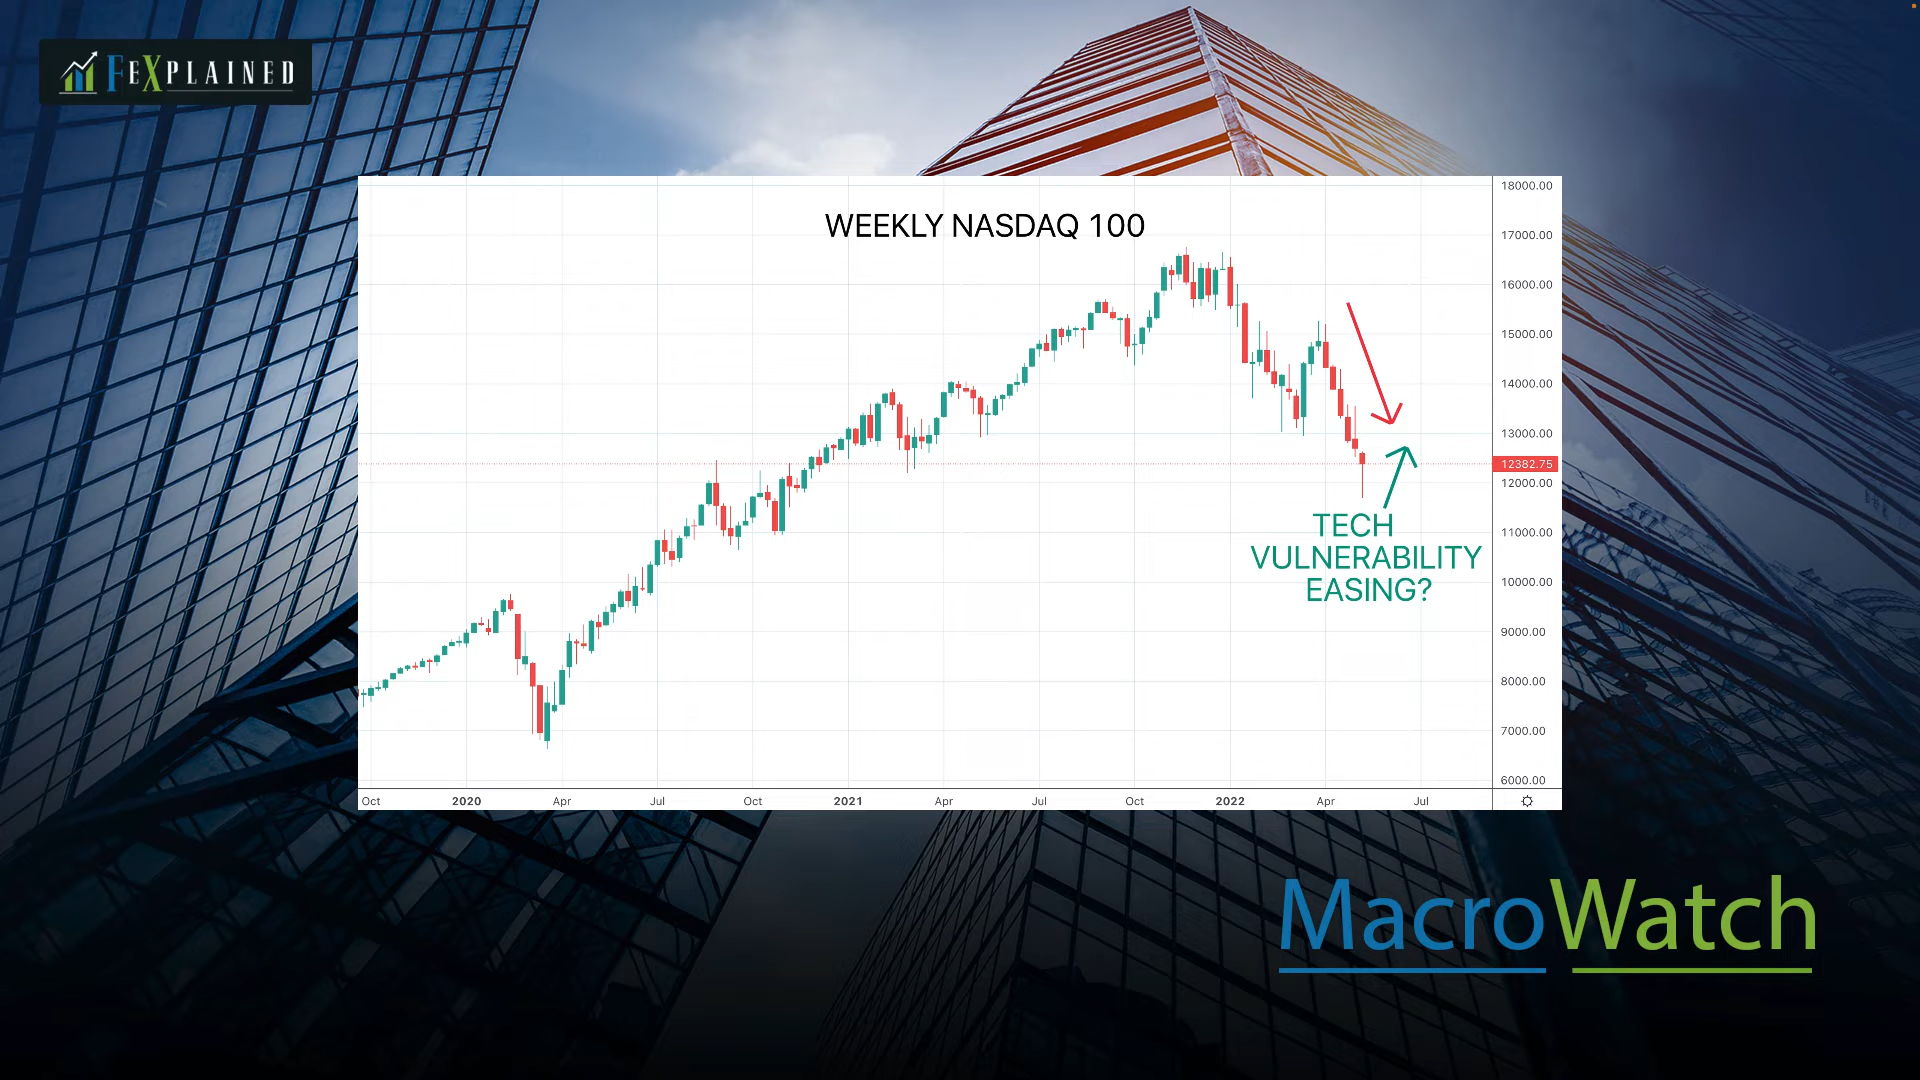 FEXPLAINED
WEEKLY NASDAQ 100
18000.00
17000.00
16000.00
15000.00
14000.00
13000.00
12382.75
12000.00
11000.00
10000.00
9000.00
8000.00
7000.00
6000.00
TECH
VULNERABILITY
EASING?
Oct 2020 Apr Jul Oct 2021 Apr Jul Oct 2022 Apr Jul
MacroWatch